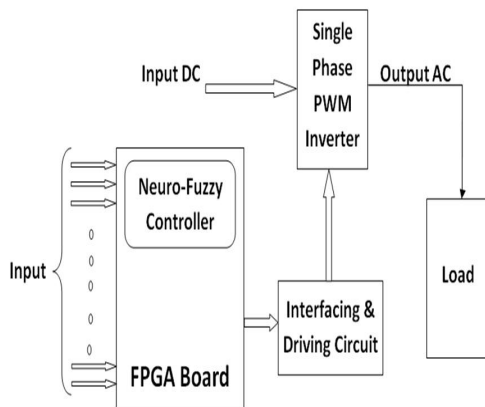 Single
Phase
PWM
Inverter
Input DC
Output AC
Neuro-Fuzzy
Controller
Input
Interfacing &
Driving Circuit
Load
FPGA Board